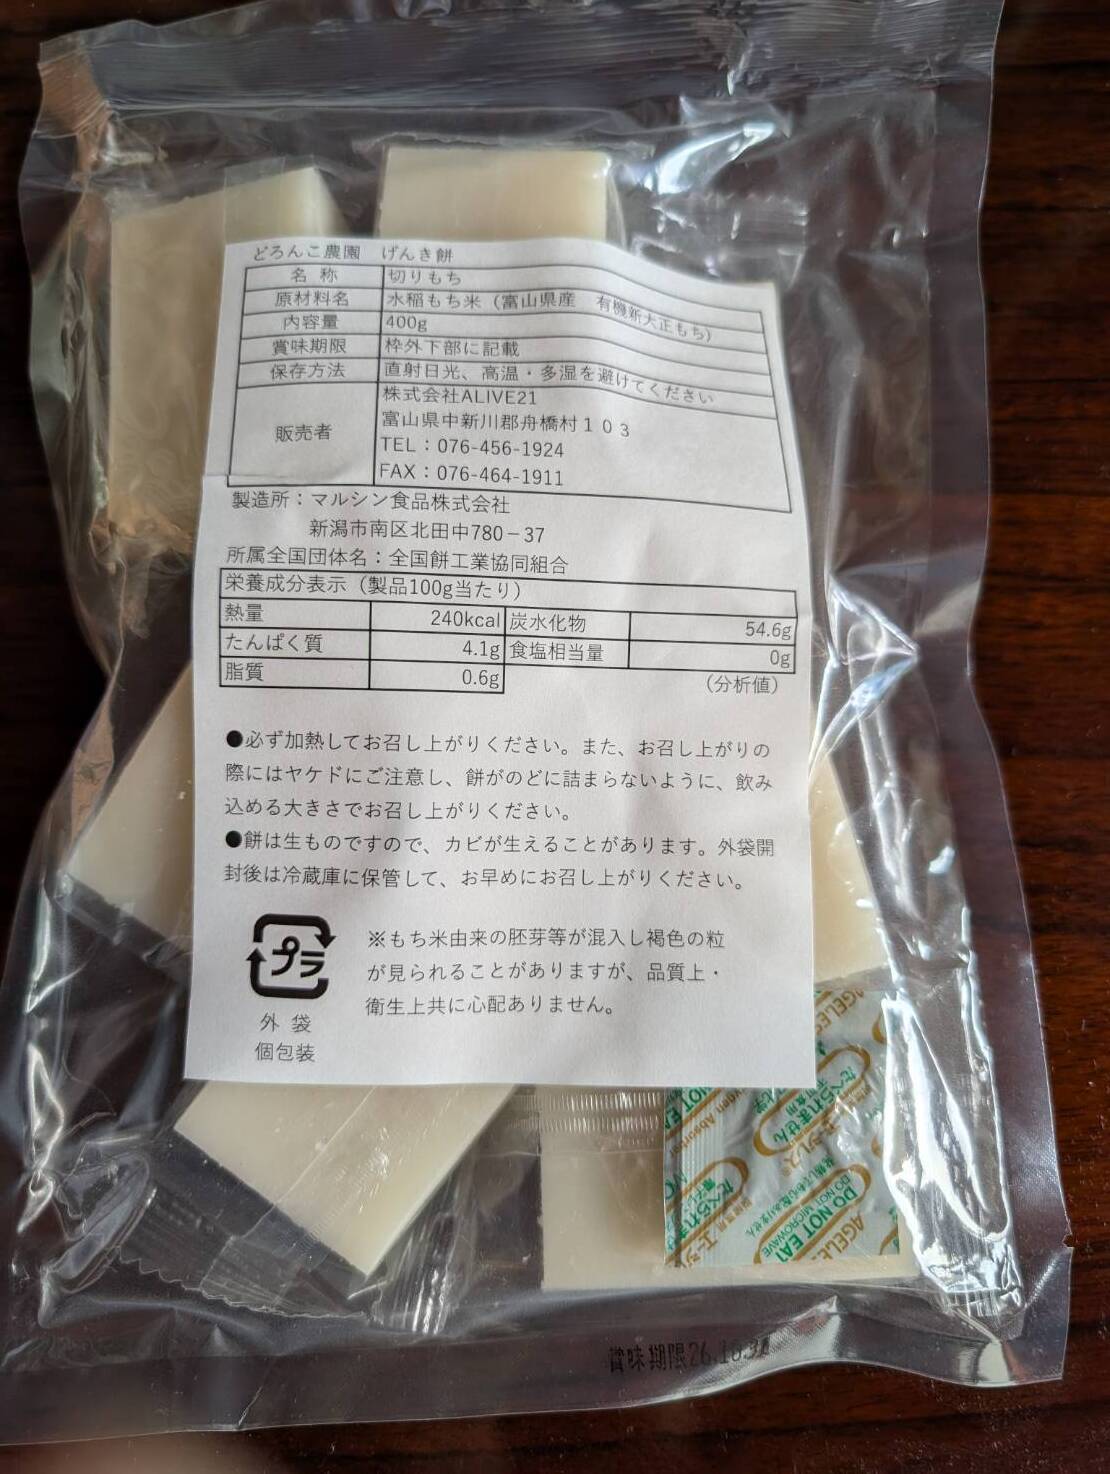 どろんこ農園　げんき餅
名 称 切りもち
原材料名 水稲もち米（富山県産　有機新大正もち）
内容量 400g
賞味期限 枠外下部に記載
保存方法 直射日光、高温・多湿を避けてください
販売者 株式会社ALIVE21
富山県中新川郡舟橋村１０３
TEL：076-456-1924
FAX：076-464-1911
製造所：マルシン食品株式会社
新潟市南区北田中780－37
所属全国団体名：全国餅工業協同組合
栄養成分表示（製品100g当たり）
熱量 240kcal 炭水化物 54.6g
たんぱく質 4.1g 食塩相当量 0g
脂質 0.6g
（分析値）
●必ず加熱してお召し上がりください。また、お召し上がりの
際にはヤケドにご注意し、餅がのどに詰まらないように、飲み
込める大きさでお召し上がりください。
●餅は生ものですので、カビが生えることがあります。外袋開
封後は冷蔵庫に保管して、お早めにお召し上がりください。
プラ
外 袋
個包装
※もち米由来の胚芽等が混入し褐色の粒
が見られることがありますが、品質上・
衛生上共に心配ありません。
AGELESS
たべられません
DO NOT EAT
DO NOT MICROWAVE
賞味期限26.10.31